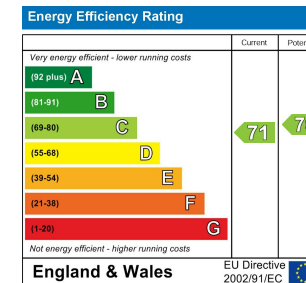 Energy Efficiency Rating
Current
Very energy efficient - lower running costs
(92 plus) A
(81-91) B
(69-80) C
(55-68) D
(39-54) E
(21-38) F
(1-20) G
71
Not energy efficient - higher running costs
England & Wales
EU Directive
2002/91/EC